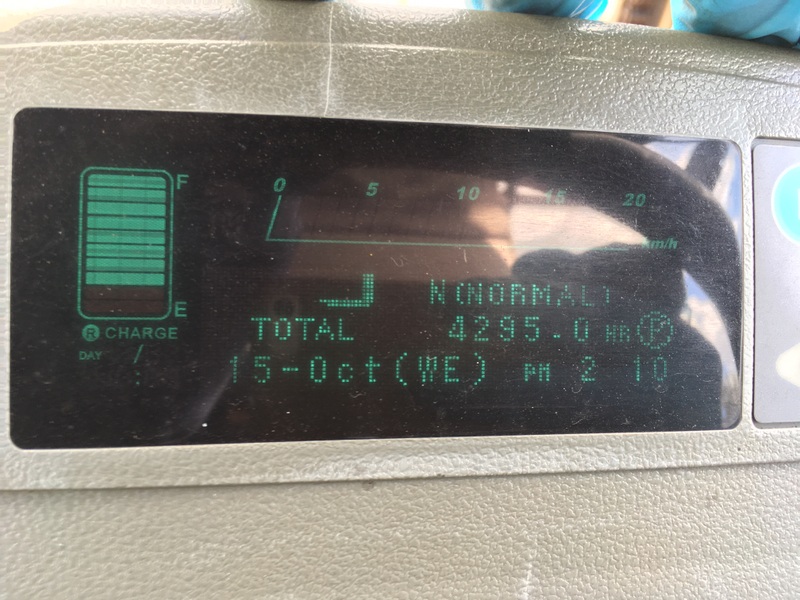 F
0 5 10 15 20
km/h
E
N(NORMAL)
® CHARGE
TOTAL 4295.0 HR P
DAY /
15-Oct(WE) PM 2 10